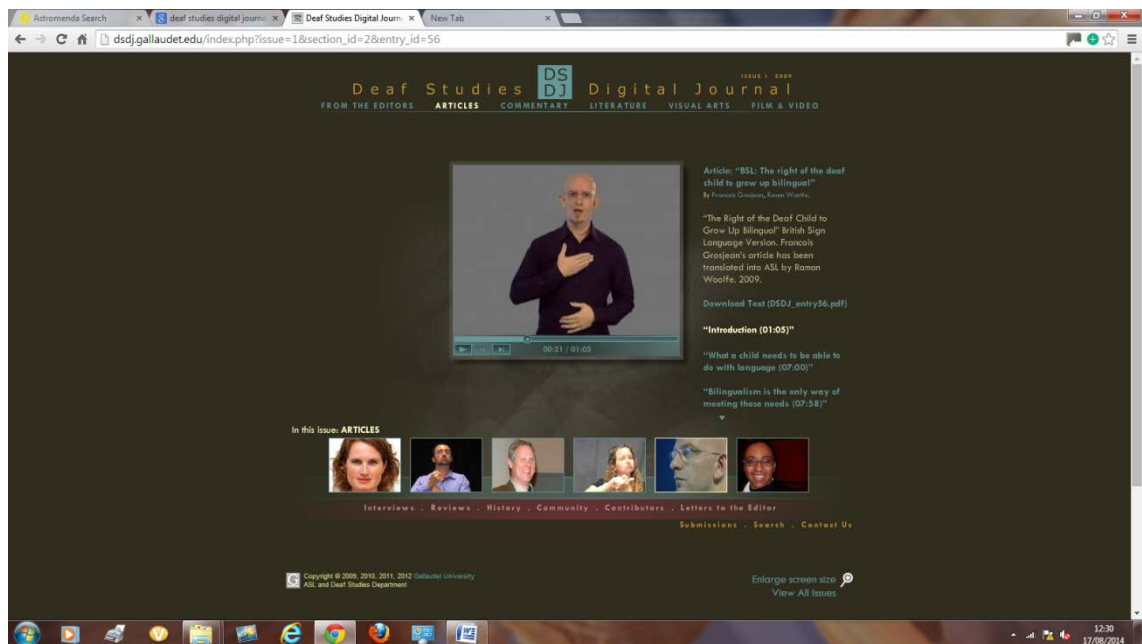 Astromenda Search
deaf studies digital journa
Deaf Studies Digital Journ
New Tab
dsdj.gallaudet.edu/index.php?issue=1&section_id=2&entry_id=56
ISSUE 1 2009
Deaf Studies DSDJ Digital Journal
FROM THE EDITORS ARTICLES COMMENTARY LITERATURE VISUAL ARTS FILM & VIDEO
Article: "BSL: The right of the deaf
child to grow up bilingual"
By Francois Grosjean, Ramon Woolfe.
"The Right of the Deaf Child to
Grow Up Bilingual" British Sign
Language Version. Francois
Grosjean's article has been
translated into ASL by Ramon
Woolfe. 2009.
Download Text (DSDJ_entry56.pdf)
"Introduction (01:05)"
"What a child needs to be able to
do with language (07:00)"
"Bilingualism is the only way of
meeting these needs (07:58)"
00:21 / 01:05
In this issue: ARTICLES
Interviews . Reviews . History . Community . Contributors . Letters to the Editor
Submissions . Search . Contact Us
Copyright © 2009, 2010, 2011, 2012 Gallaudet University
ASL and Deaf Studies Department
Enlarge screen size
View All Issues
12:30
17/08/2014